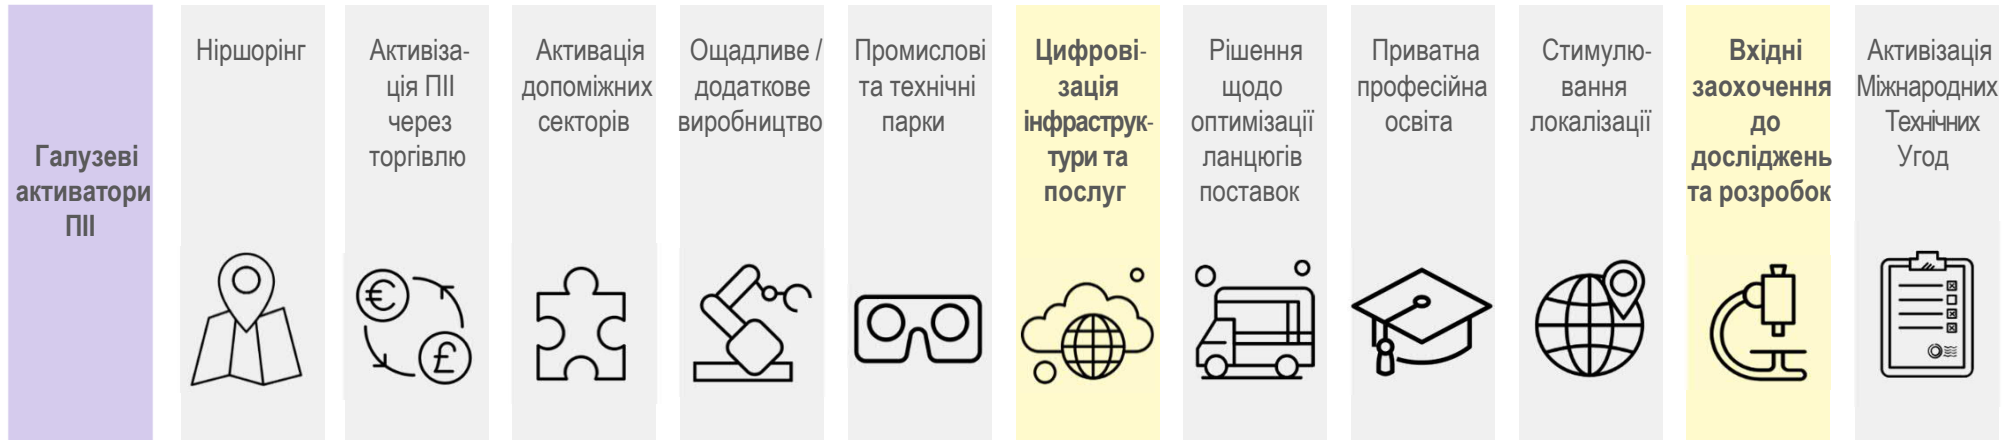 Галузеві
активатори
ПІІ
Ніршорінг
Активіза-
ція ПІІ
через
торгівлю
Активація
допоміжних
секторів
Ощадливе /
додаткове
виробництво
Промислові
та технічні
парки
Цифрові-
зація
інфраструк-
тури та
послуг
Рішення
щодо
оптимізації
ланцюгів
поставок
Приватна
професійна
освіта
Стимулю-
вання
локалізації
Вхідні
заохочення
до
досліджень
та розробок
Активізація
Міжнародних
Технічних
Угод